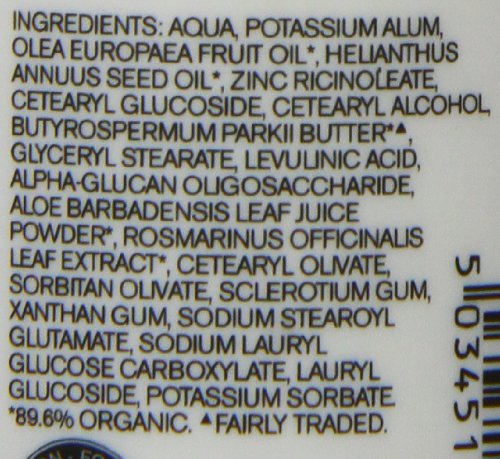 INGREDIENTS: AQUA, POTASSIUM ALUM,
OLEA EUROPAEA FRUIT OIL*, HELIANTHUS
ANNUUS SEED OIL*, ZINC RICINOLEATE,
CETEARYL GLUCOSIDE, CETEARYL ALCOHOL,
BUTYROSPERMUM PARKII BUTTER*▲,
GLYCERYL STEARATE, LEVULINIC ACID,
ALPHA-GLUCAN OLIGOSACCHARIDE,
ALOE BARBADENSIS LEAF JUICE
POWDER*, ROSMARINUS OFFICINALIS
LEAF EXTRACT*, CETEARYL OLIVATE,
SORBITAN OLIVATE, SCLEROTIUM GUM,
XANTHAN GUM, SODIUM STEAROYL
GLUTAMATE, SODIUM LAURYL
GLUCOSE CARBOXYLATE, LAURYL
GLUCOSIDE, POTASSIUM SORBATE
*89.6% ORGANIC. ▲FAIRLY TRADED.
5 03451